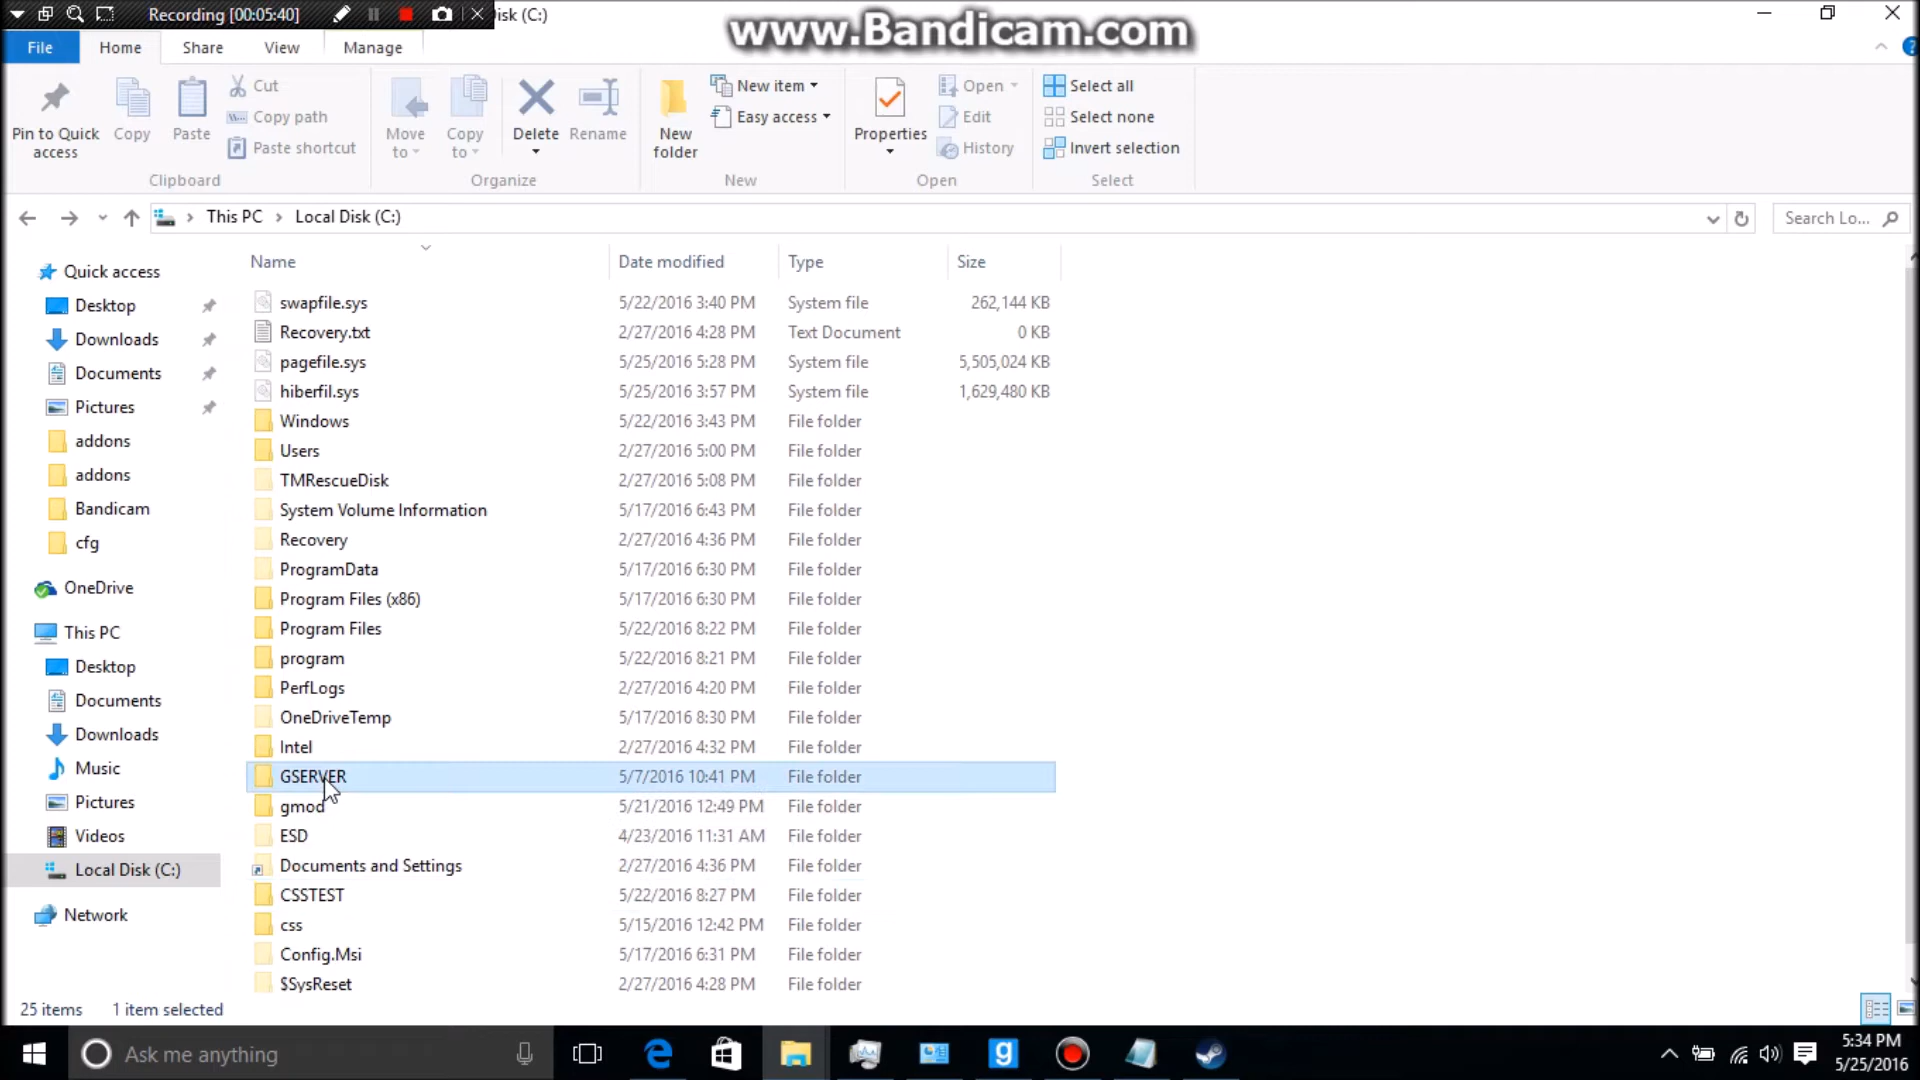 Recording [00:05:40]
isk (C:)
www.Bandicam.com
File
Home
Share
View
Manage
Pin to Quick access
Copy
Paste
Cut
Copy path
Paste shortcut
Move to
Copy to
Delete
Rename
New folder
New item
Easy access
Properties
Open
Edit
History
Select all
Select none
Invert selection
Clipboard
Organize
New
Open
Select
This PC
Local Disk (C:)
Search Lo...
Name
Date modified
Type
Size
Quick access
Desktop
Downloads
Documents
Pictures
addons
addons
Bandicam
cfg
OneDrive
This PC
Desktop
Documents
Downloads
Music
Pictures
Videos
Local Disk (C:)
Network
swapfile.sys 5/22/2016 3:40 PM System file 262,144 KB
Recovery.txt 2/27/2016 4:28 PM Text Document 0 KB
pagefile.sys 5/25/2016 5:28 PM System file 5,505,024 KB
hiberfil.sys 5/25/2016 3:57 PM System file 1,629,480 KB
Windows 5/22/2016 3:43 PM File folder
Users 2/27/2016 5:00 PM File folder
TMRescueDisk 2/27/2016 5:08 PM File folder
System Volume Information 5/17/2016 6:43 PM File folder
Recovery 2/27/2016 4:36 PM File folder
ProgramData 5/17/2016 6:30 PM File folder
Program Files (x86) 5/17/2016 6:30 PM File folder
Program Files 5/22/2016 8:22 PM File folder
program 5/22/2016 8:21 PM File folder
PerfLogs 2/27/2016 4:20 PM File folder
OneDriveTemp 5/17/2016 8:30 PM File folder
Intel 2/27/2016 4:32 PM File folder
GSERVER 5/7/2016 10:41 PM File folder
gmod 5/21/2016 12:49 PM File folder
ESD 4/23/2016 11:31 AM File folder
Documents and Settings 2/27/2016 4:36 PM File folder
CSSTEST 5/22/2016 8:27 PM File folder
css 5/15/2016 12:42 PM File folder
Config.Msi 5/17/2016 6:31 PM File folder
$SysReset 2/27/2016 4:28 PM File folder
25 items 1 item selected
Ask me anything
5:34 PM
5/25/2016